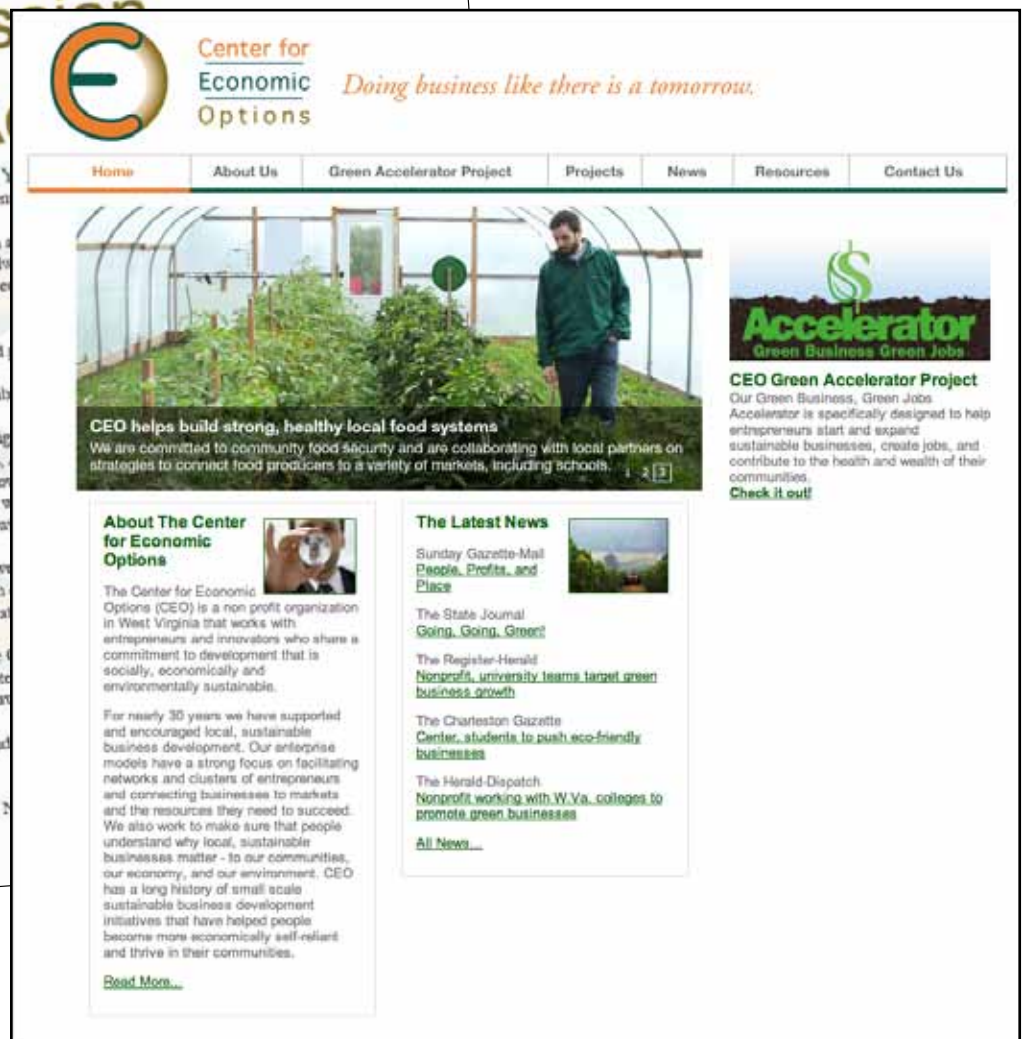 Center for
Economic
Options
Doing business like there is a tomorrow.
Home
About Us
Green Accelerator Project
Projects
News
Resources
Contact Us
CEO helps build strong, healthy local food systems
We are committed to community food security and are collaborating with local partners on
strategies to connect food producers to a variety of markets, including schools.
1 2 3
Accelerator
Green Business Green Jobs
CEO Green Accelerator Project
Our Green Business, Green Jobs
Accelerator is specifically designed to help
entrepreneurs start and expand
sustainable businesses, create jobs, and
contribute to the health and wealth of their
communities.
Check it out!
About The Center
for Economic
Options
The Center for Economic
Options (CEO) is a non profit organization
in West Virginia that works with
entrepreneurs and innovators who share a
commitment to development that is
socially, economically and
environmentally sustainable.
For nearly 30 years we have supported
and encouraged local, sustainable
business development. Our enterprise
models have a strong focus on facilitating
networks and clusters of entrepreneurs
and connecting businesses to markets
and the resources they need to succeed.
We also work to make sure that people
understand why local, sustainable
businesses matter - to our communities,
our economy, and our environment. CEO
has a long history of small scale
sustainable business development
initiatives that have helped people
become more economically self-reliant
and thrive in their communities.
Read More...
The Latest News
Sunday Gazette-Mail
People, Profits, and
Place
The State Journal
Going, Going, Green!
The Register-Herald
Nonprofit, university teams target green
business growth
The Charleston Gazette
Center, students to push eco-friendly
businesses
The Herald-Dispatch
Nonprofit working with W.Va. colleges to
promote green businesses
All News...